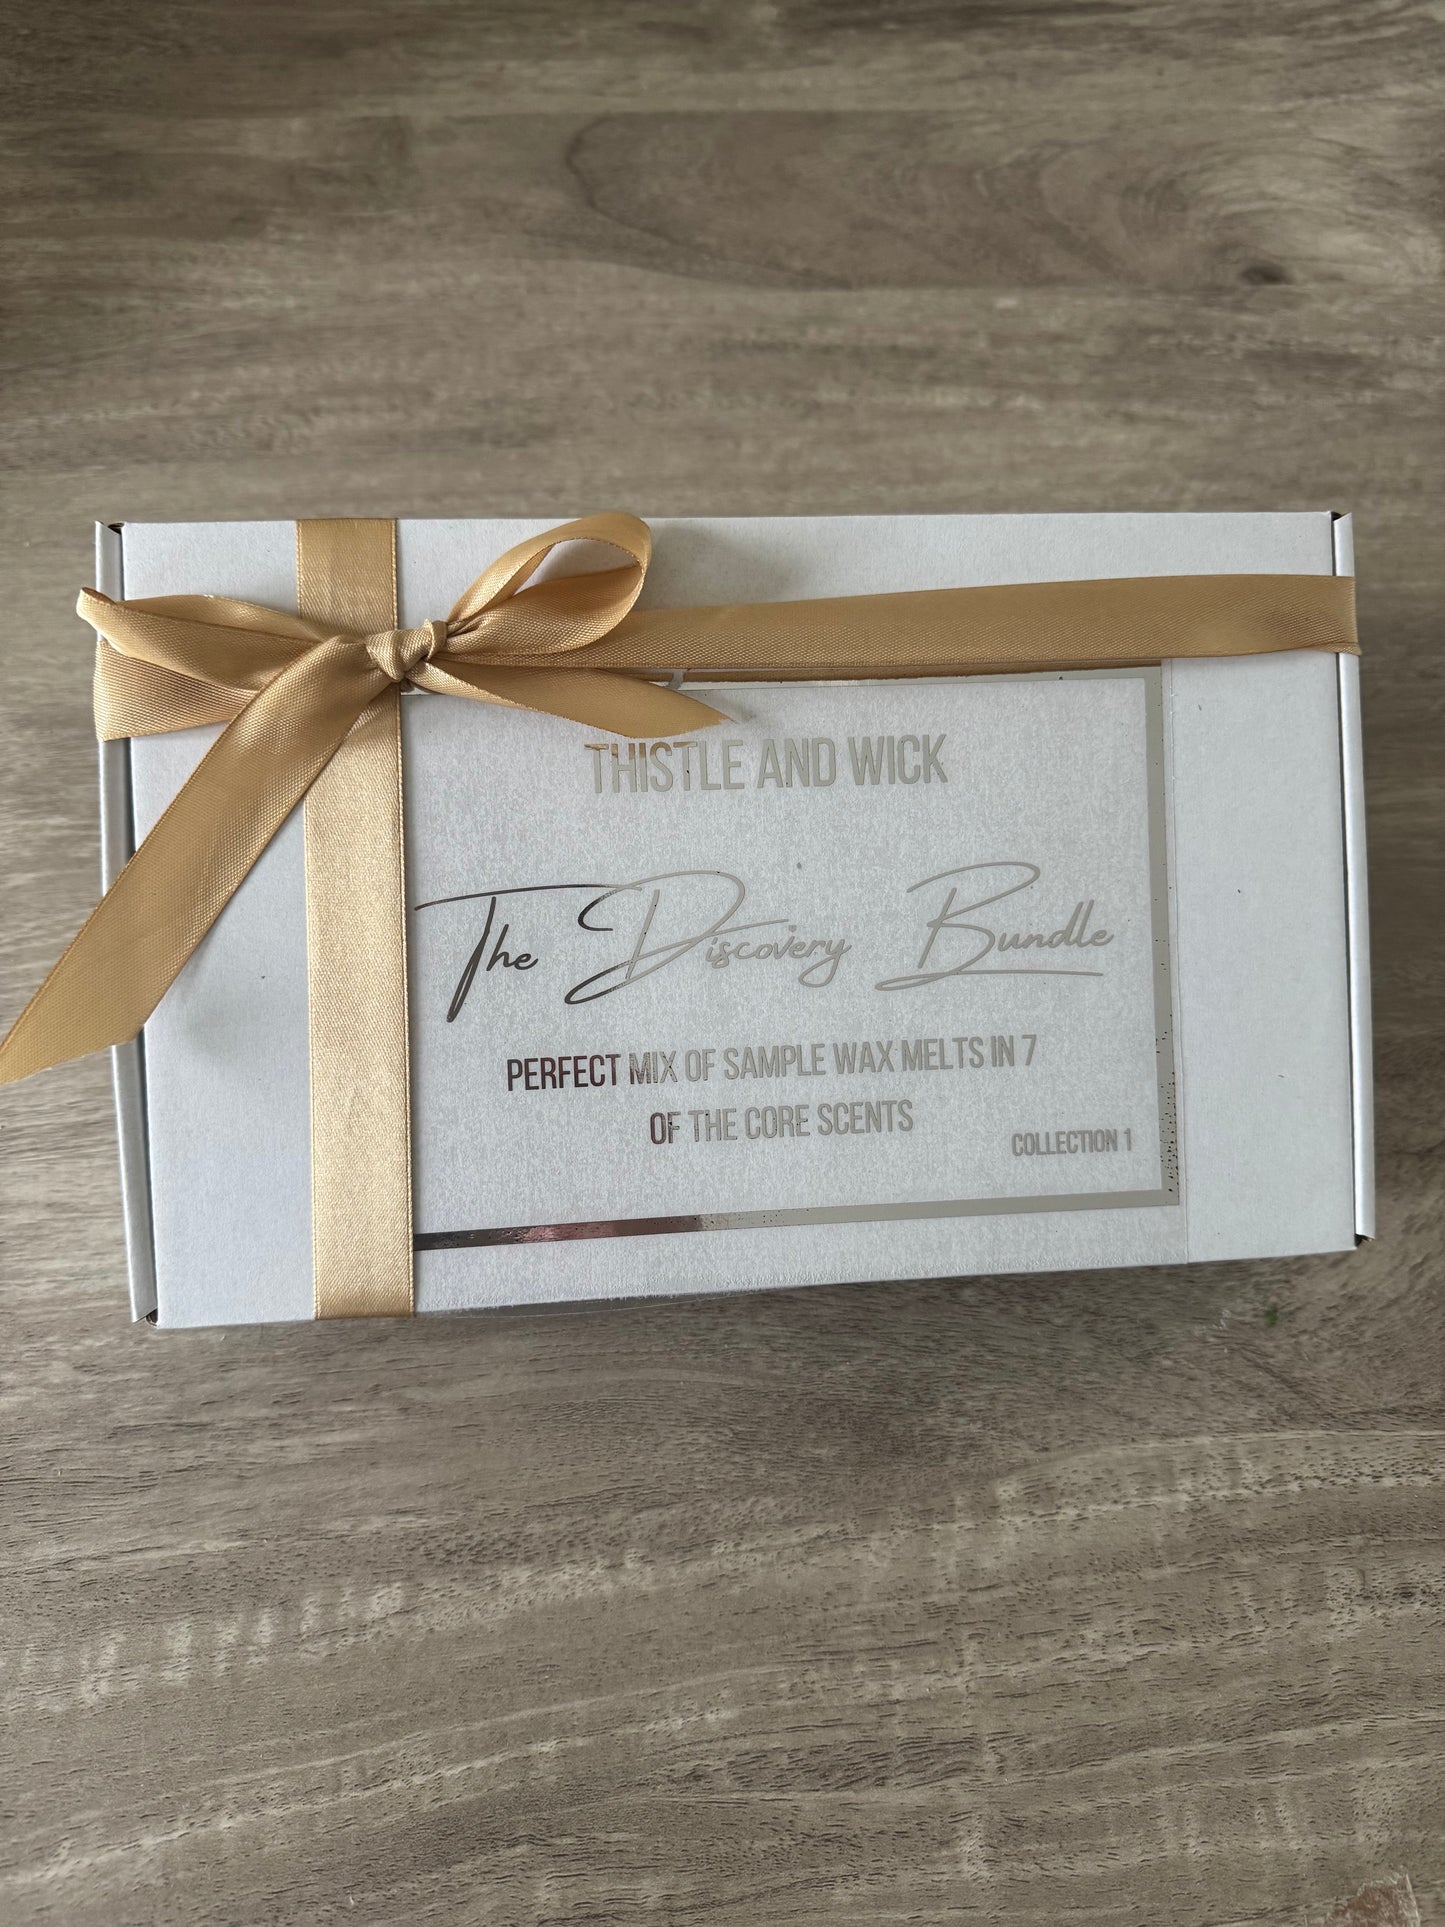 THISTLE AND WICK
The Discovery Bundle
PERFECT MIX OF SAMPLE WAX MELTS IN 7
OF THE CORE SCENTS
COLLECTION 1